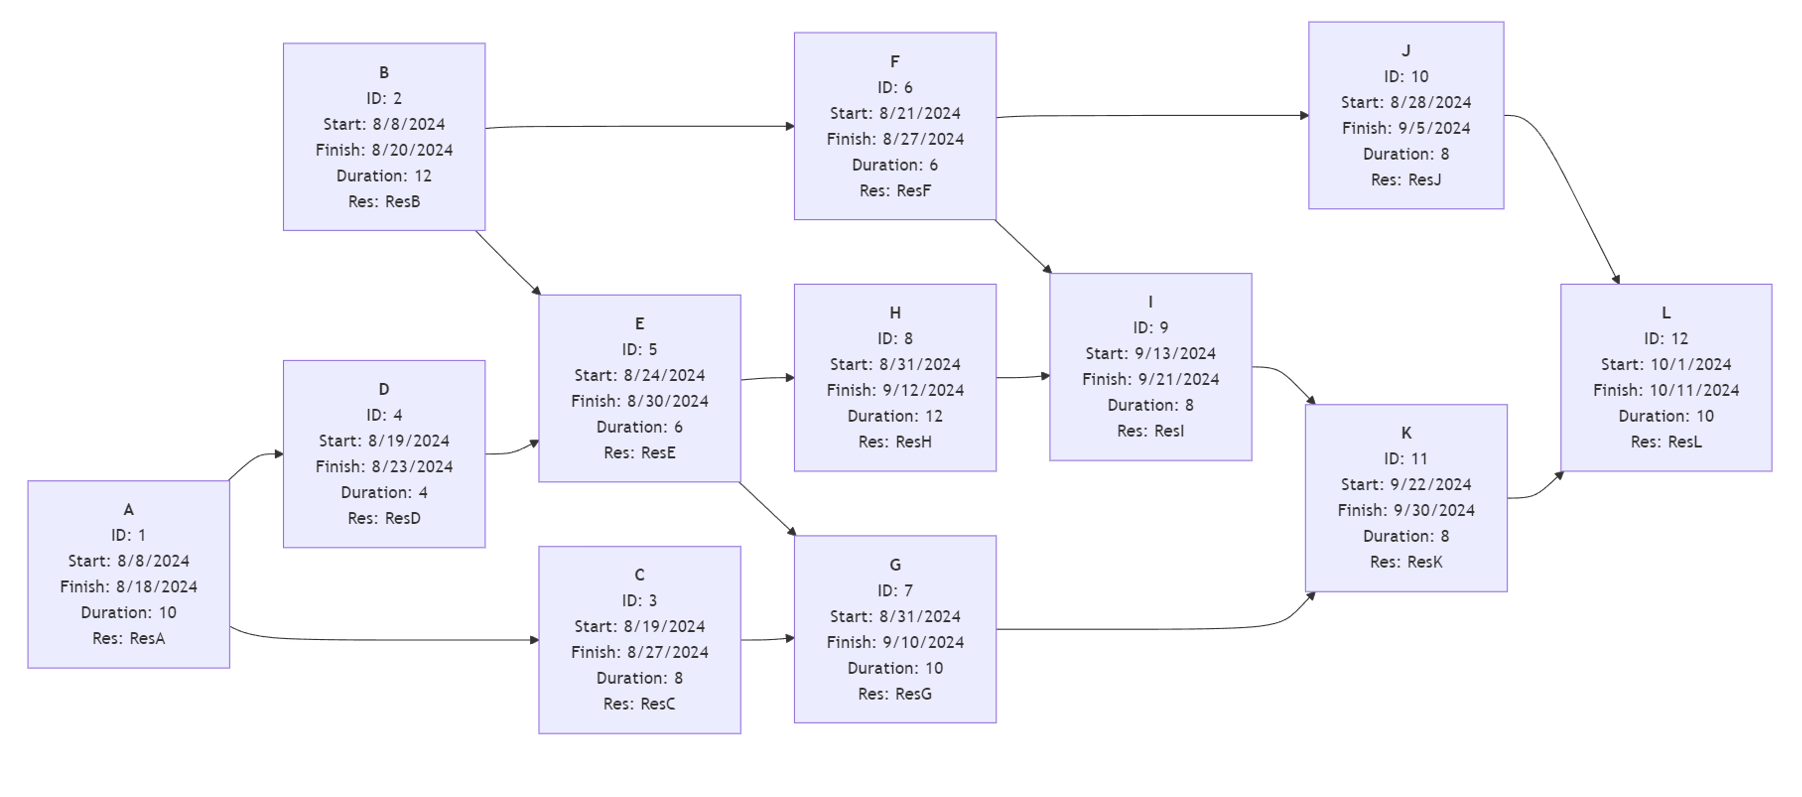 B
ID: 2
Start: 8/8/2024
Finish: 8/20/2024
Duration: 12
Res: ResB
F
ID: 6
Start: 8/21/2024
Finish: 8/27/2024
Duration: 6
Res: ResF
J
ID: 10
Start: 8/28/2024
Finish: 9/5/2024
Duration: 8
Res: ResJ
D
ID: 4
Start: 8/19/2024
Finish: 8/23/2024
Duration: 4
Res: ResD
E
ID: 5
Start: 8/24/2024
Finish: 8/30/2024
Duration: 6
Res: ResE
H
ID: 8
Start: 8/31/2024
Finish: 9/12/2024
Duration: 12
Res: ResH
I
ID: 9
Start: 9/13/2024
Finish: 9/21/2024
Duration: 8
Res: ResI
L
ID: 12
Start: 10/1/2024
Finish: 10/11/2024
Duration: 10
Res: ResL
A
ID: 1
Start: 8/8/2024
Finish: 8/18/2024
Duration: 10
Res: ResA
C
ID: 3
Start: 8/19/2024
Finish: 8/27/2024
Duration: 8
Res: ResC
G
ID: 7
Start: 8/31/2024
Finish: 9/10/2024
Duration: 10
Res: ResG
K
ID: 11
Start: 9/22/2024
Finish: 9/30/2024
Duration: 8
Res: ResK